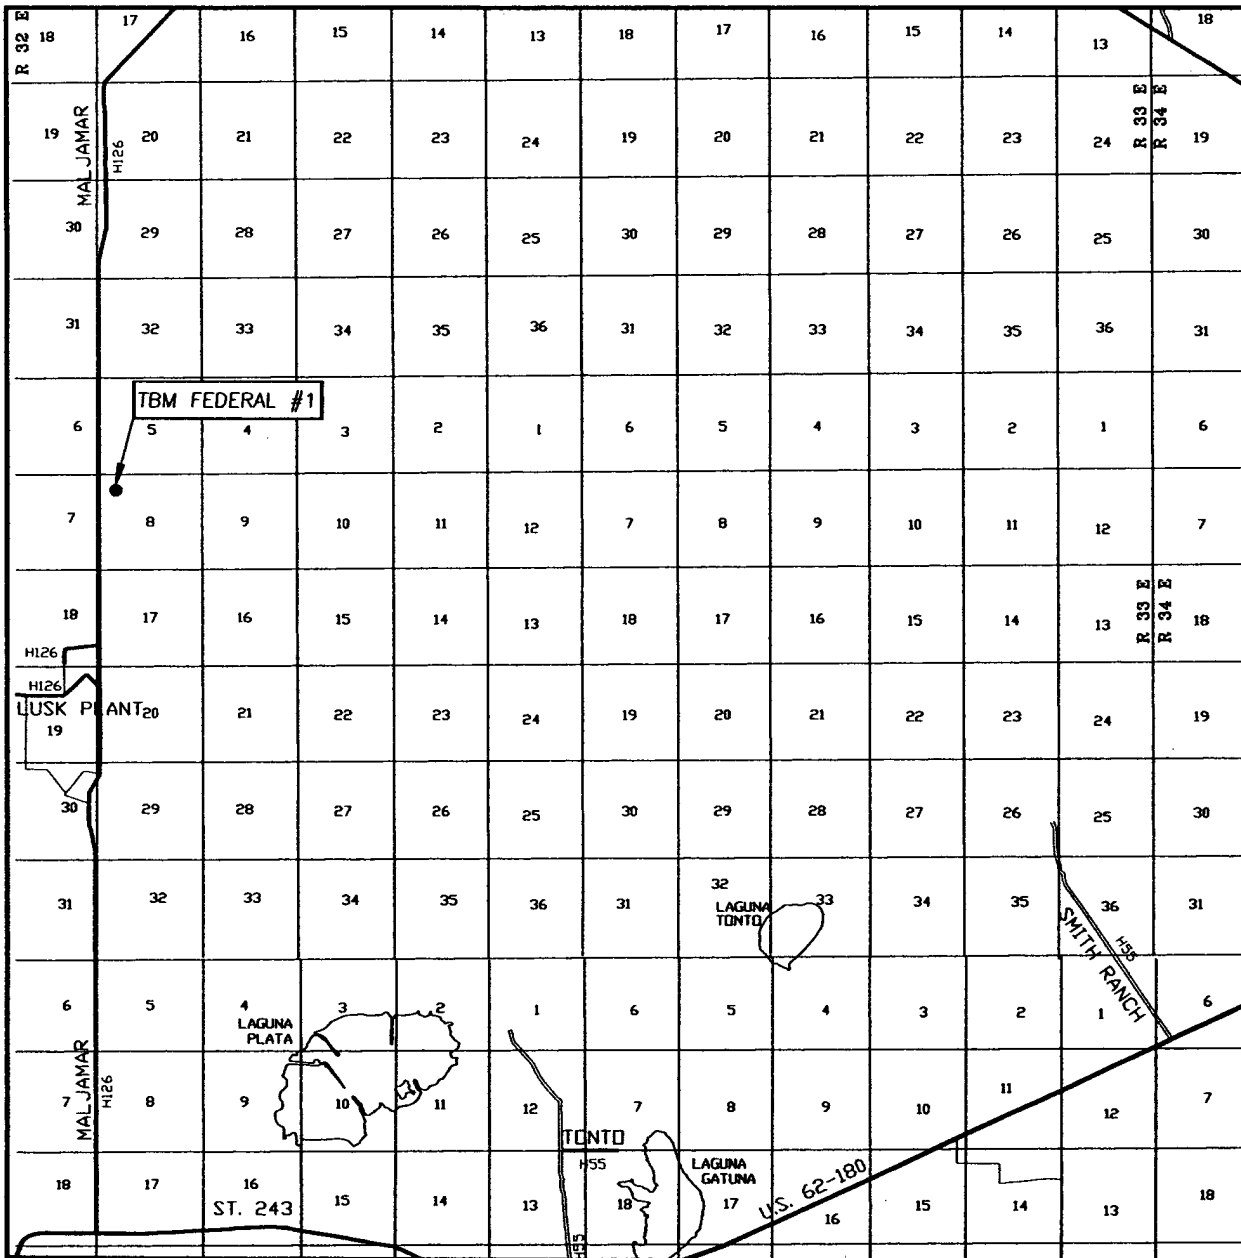 R 32 E
18 17 16 15 14 13 18 17 16 15 14 13 18
MALJAMAR
H126
R 33 E
R 34 E
19 20 21 22 23 24 19 20 21 22 23 24 19
30 29 28 27 26 25 30 29 28 27 26 25 30
31 32 33 34 35 36 31 32 33 34 35 36 31
TBM FEDERAL #1
6 5 4 3 2 1 6 5 4 3 2 1 6
7 8 9 10 11 12 7 8 9 10 11 12 7
R 33 E
R 34 E
18 17 16 15 14 13 18 17 16 15 14 13 18
H126
H126
LUSK PLANT
19 20 21 22 23 24 19 20 21 22 23 24 19
30 29 28 27 26 25 30 29 28 27 26 25 30
31 32 33 34 35 36 31 32 33 34 35 36 31
LAGUNA
TONTO
SMITH RANCH
H55
6 5 4 3 2 1 6 5 4 3 2 1 6
LAGUNA
PLATA
MALJAMAR
H126
7 8 9 10 11 12 7 8 9 10 11 12 7
TONTO
H55
LAGUNA
GATUNA
U.S. 62-180
18 17 16 15 14 13 18 17 16 15 14 13 18
ST. 243
H55